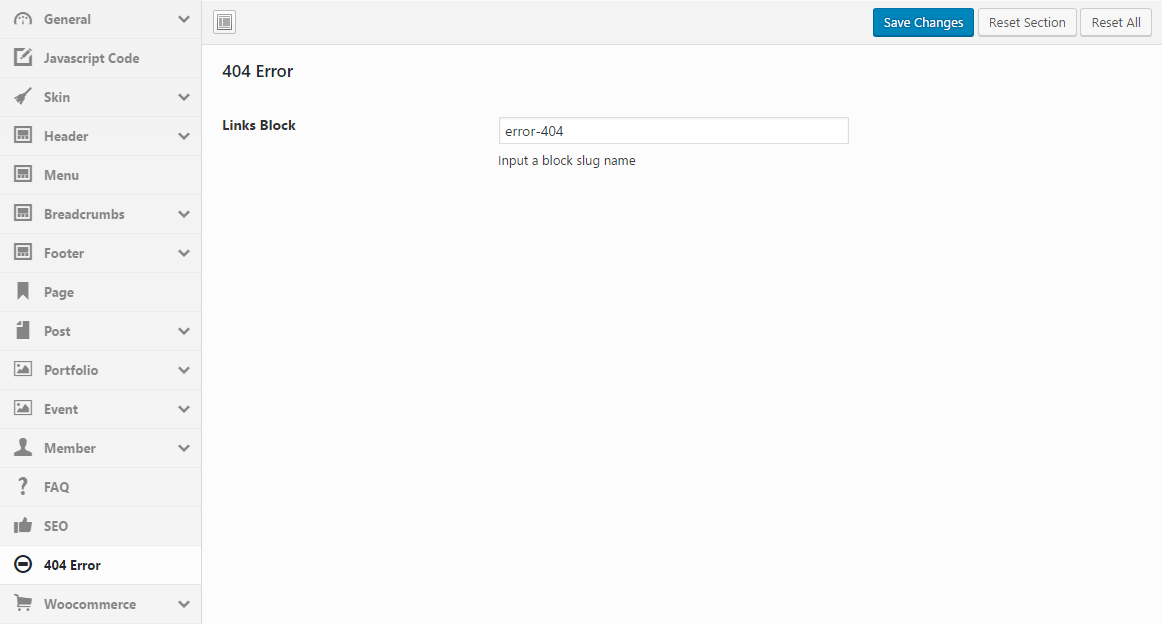 General
Javascript Code
Skin
Header
Menu
Breadcrumbs
Footer
Page
Post
Portfolio
Event
Member
FAQ
SEO
404 Error
Woocommerce
Save Changes
Reset Section
Reset All
404 Error
Links Block
error-404
Input a block slug name